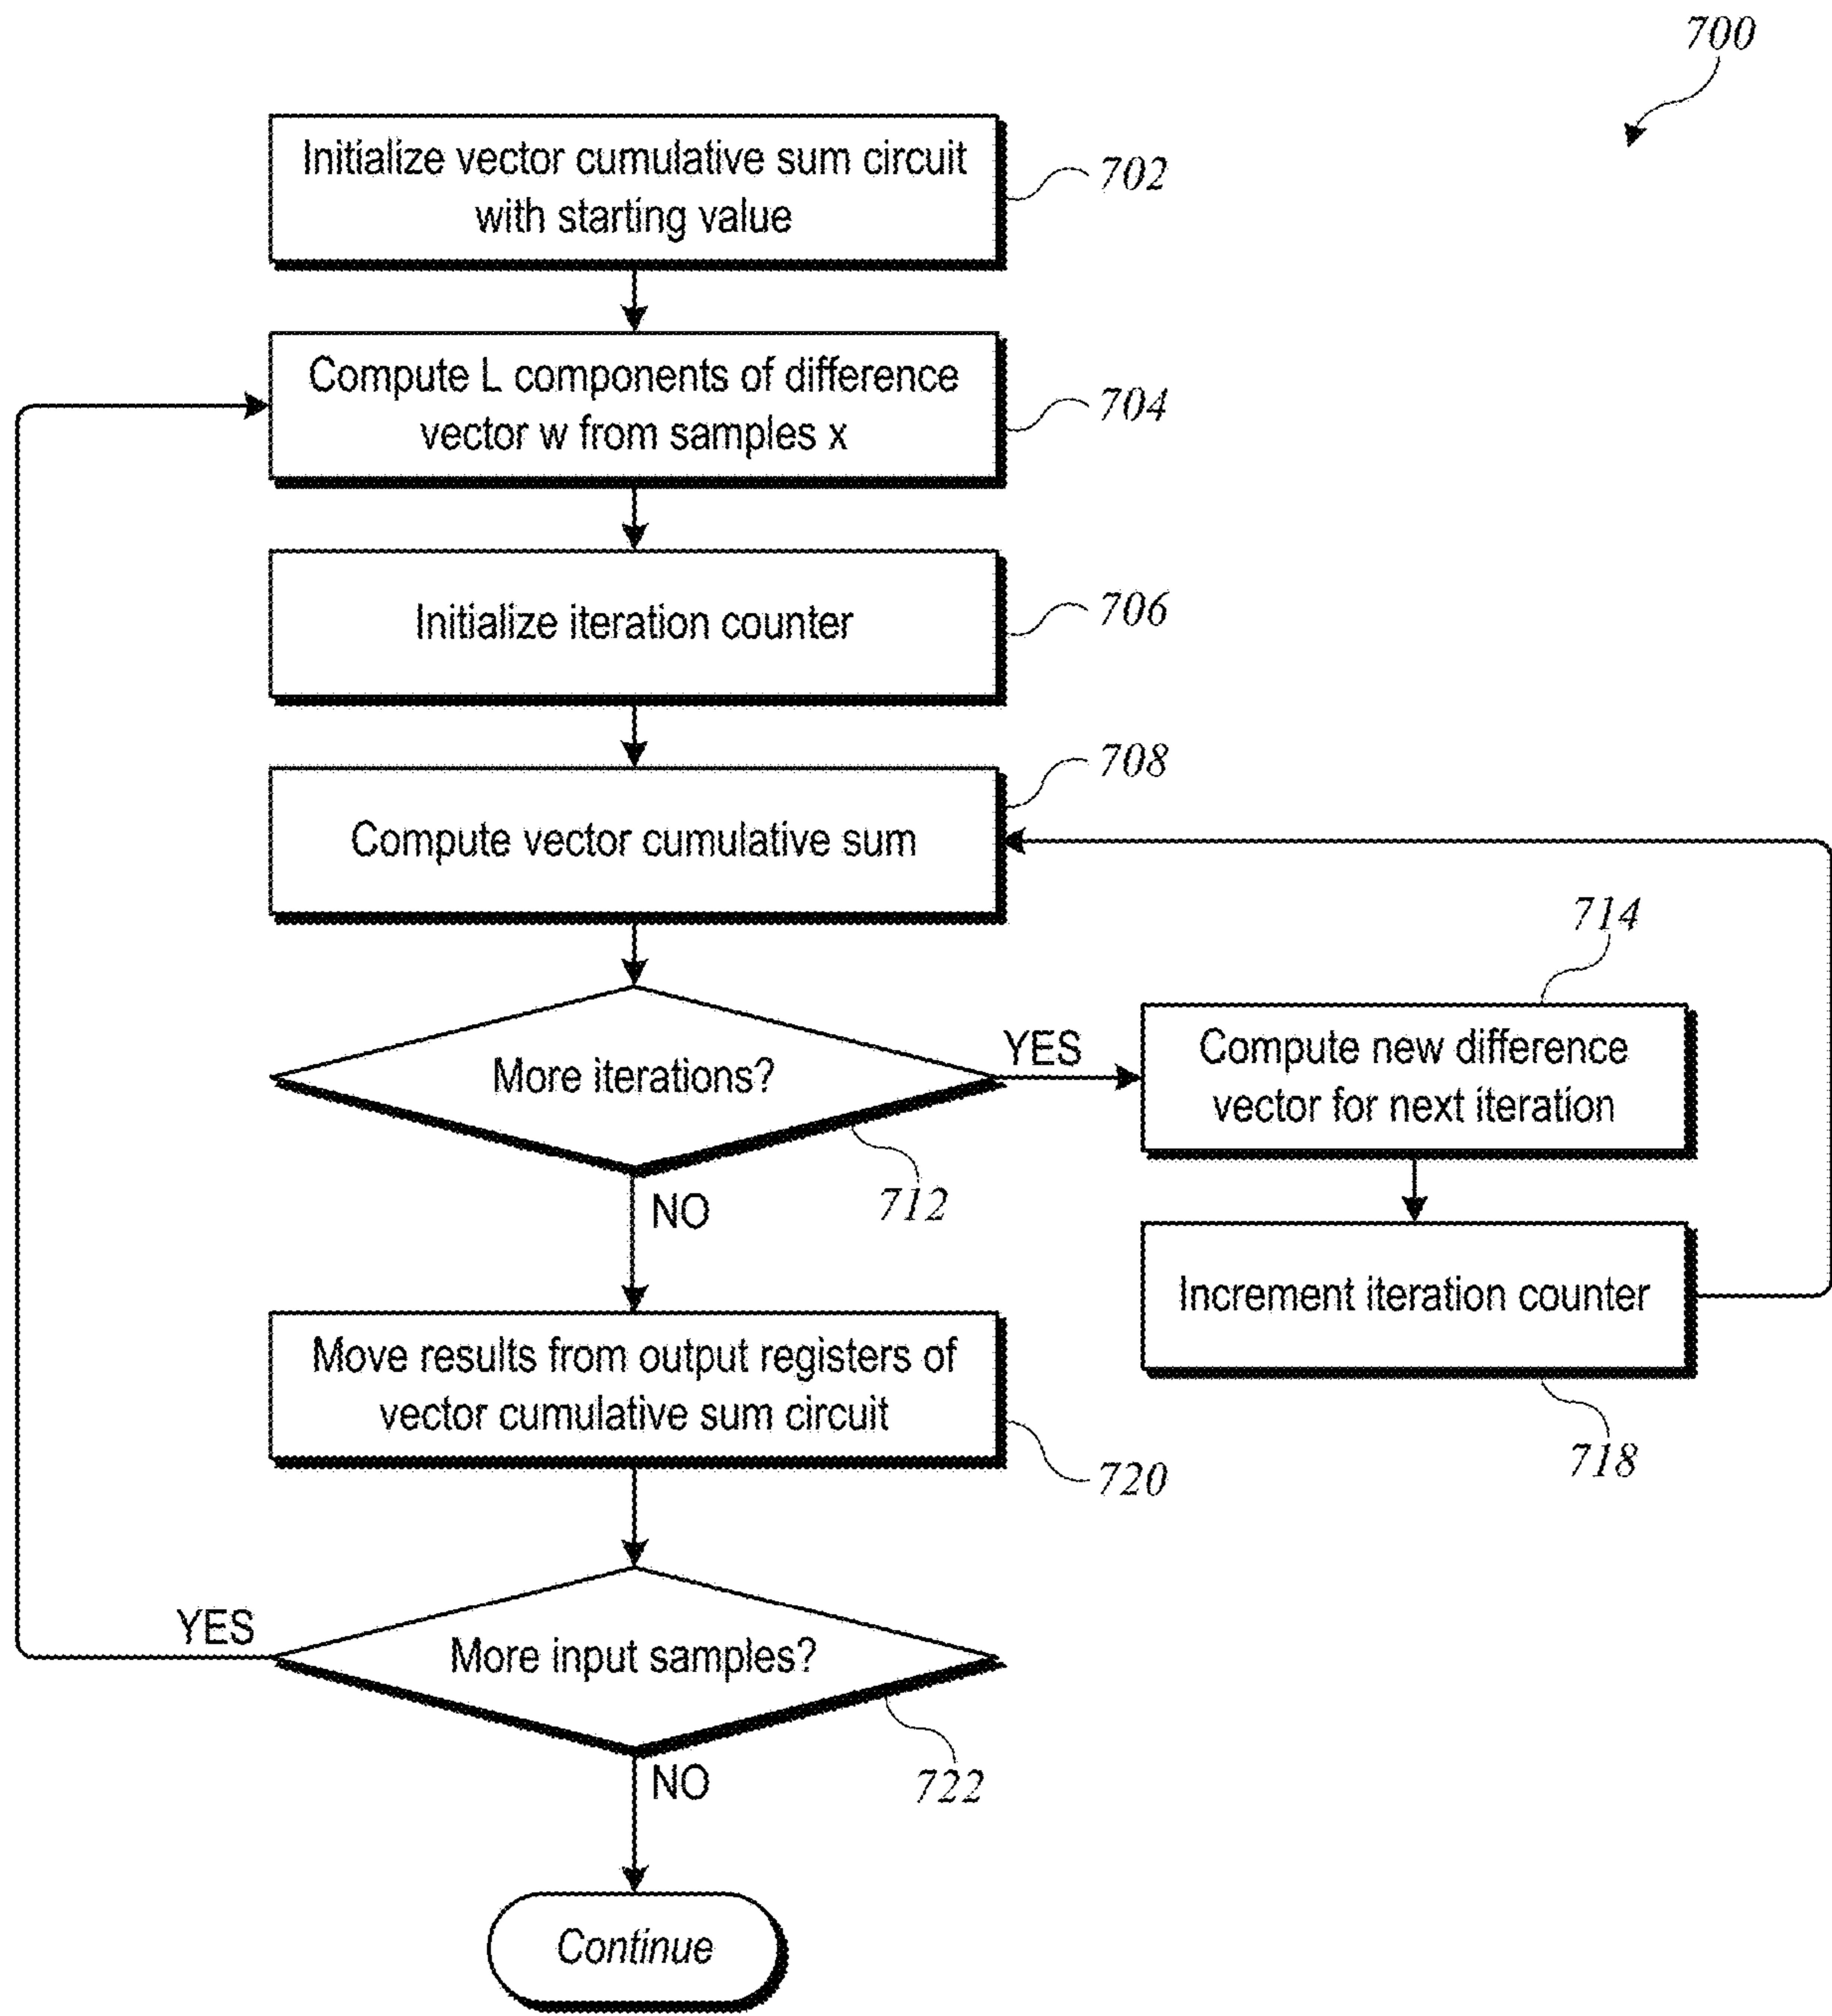 700
Initialize vector cumulative sum circuit
with starting value
702
Compute L components of difference
vector w from samples x
704
Initialize iteration counter
706
708
Compute vector cumulative sum
714
More iterations?
YES
Compute new difference
vector for next iteration
712
NO
Increment iteration counter
718
Move results from output registers of
vector cumulative sum circuit
720
YES
More input samples?
722
NO
Continue